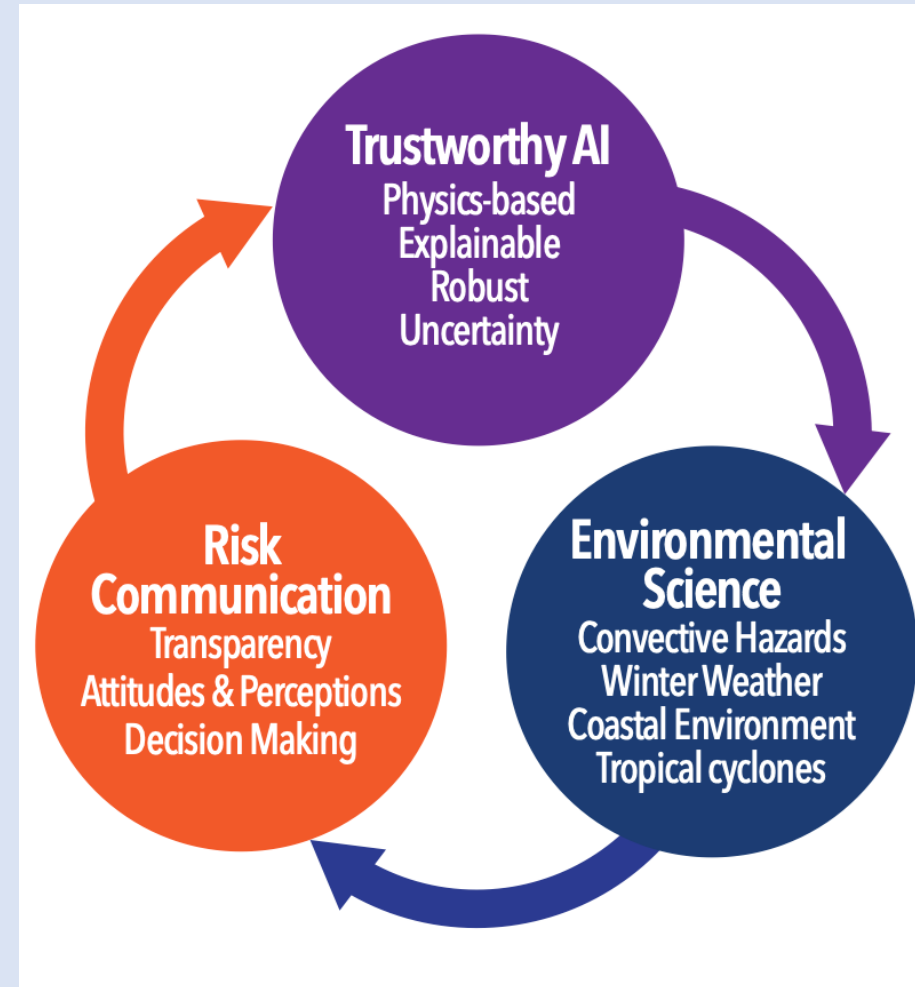 Trustworthy AI
Physics-based
Explainable
Robust
Uncertainty
Risk
Communication
Transparency
Attitudes & Perceptions
Decision Making
Environmental
Science
Convective Hazards
Winter Weather
Coastal Environment
Tropical cyclones